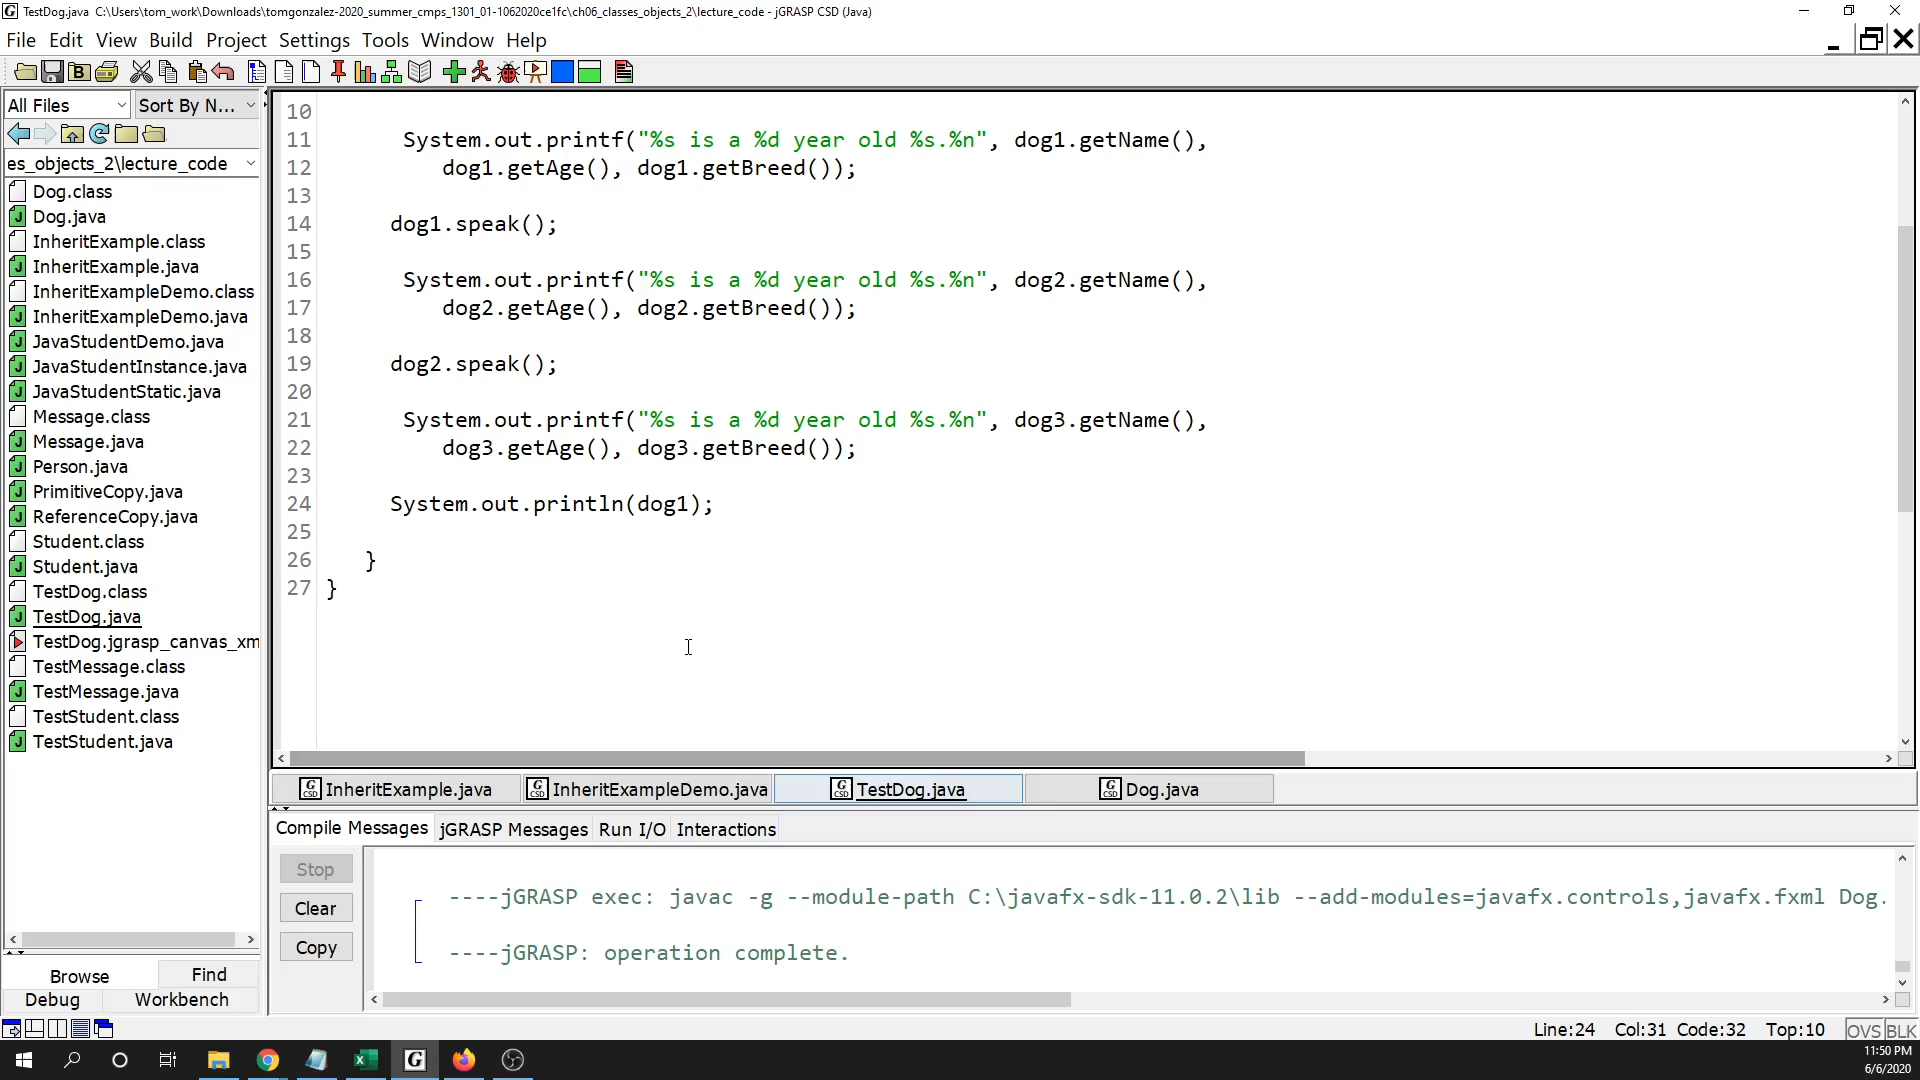 TestDog.java  C:\Users\tom_work\Downloads\tomgonzalez-2020_summer_cmps_1301_01-1062020ce1fc\ch06_classes_objects_2\lecture_code - jGRASP CSD (Java)
File Edit View Build Project Settings Tools Window Help
All Files Sort By N...
es_objects_2\lecture_code
Dog.class
Dog.java
InheritExample.class
InheritExample.java
InheritExampleDemo.class
InheritExampleDemo.java
JavaStudentDemo.java
JavaStudentInstance.java
JavaStudentStatic.java
Message.class
Message.java
Person.java
PrimitiveCopy.java
ReferenceCopy.java
Student.class
Student.java
TestDog.class
TestDog.java
TestDog.jgrasp_canvas_xm
TestMessage.class
TestMessage.java
TestStudent.class
TestStudent.java
Browse Find
Debug Workbench
10
11 System.out.printf("%s is a %d year old %s.%n", dog1.getName(),
12 dog1.getAge(), dog1.getBreed());
13
14 dog1.speak();
15
16 System.out.printf("%s is a %d year old %s.%n", dog2.getName(),
17 dog2.getAge(), dog2.getBreed());
18
19 dog2.speak();
20
21 System.out.printf("%s is a %d year old %s.%n", dog3.getName(),
22 dog3.getAge(), dog3.getBreed());
23
24 System.out.println(dog1);
25
26 }
27 }
InheritExample.java InheritExampleDemo.java TestDog.java Dog.java
Compile Messages jGRASP Messages Run I/O Interactions
Stop
Clear
Copy
----jGRASP exec: javac -g --module-path C:\javafx-sdk-11.0.2\lib --add-modules=javafx.controls,javafx.fxml Dog.
----jGRASP: operation complete.
Line:24 Col:31 Code:32 Top:10 OVS BLK
11:50 PM
6/6/2020